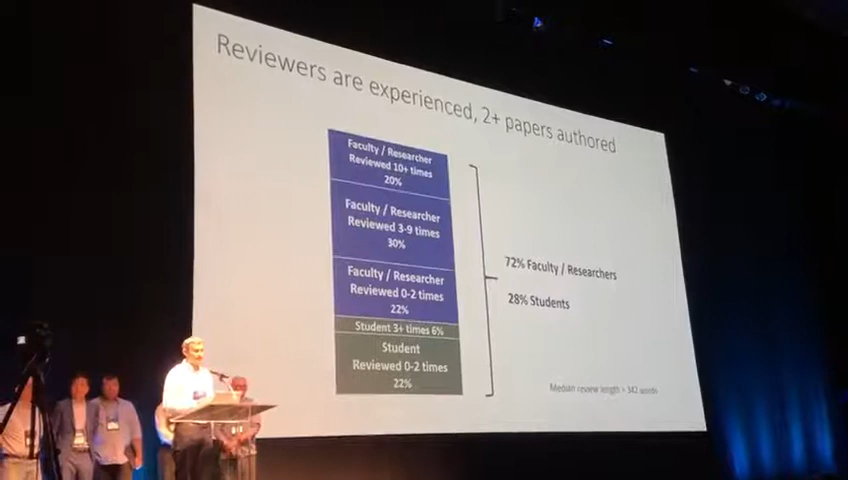 Reviewers are experienced, 2+ papers authored
Faculty / Researcher
Reviewed 10+ times
20%
Faculty / Researcher
Reviewed 3-9 times
30%
Faculty / Researcher
Reviewed 0-2 times
22%
Student 3+ times 6%
Student
Reviewed 0-2 times
22%
72% Faculty / Researchers
28% Students
Median review length = 342 words